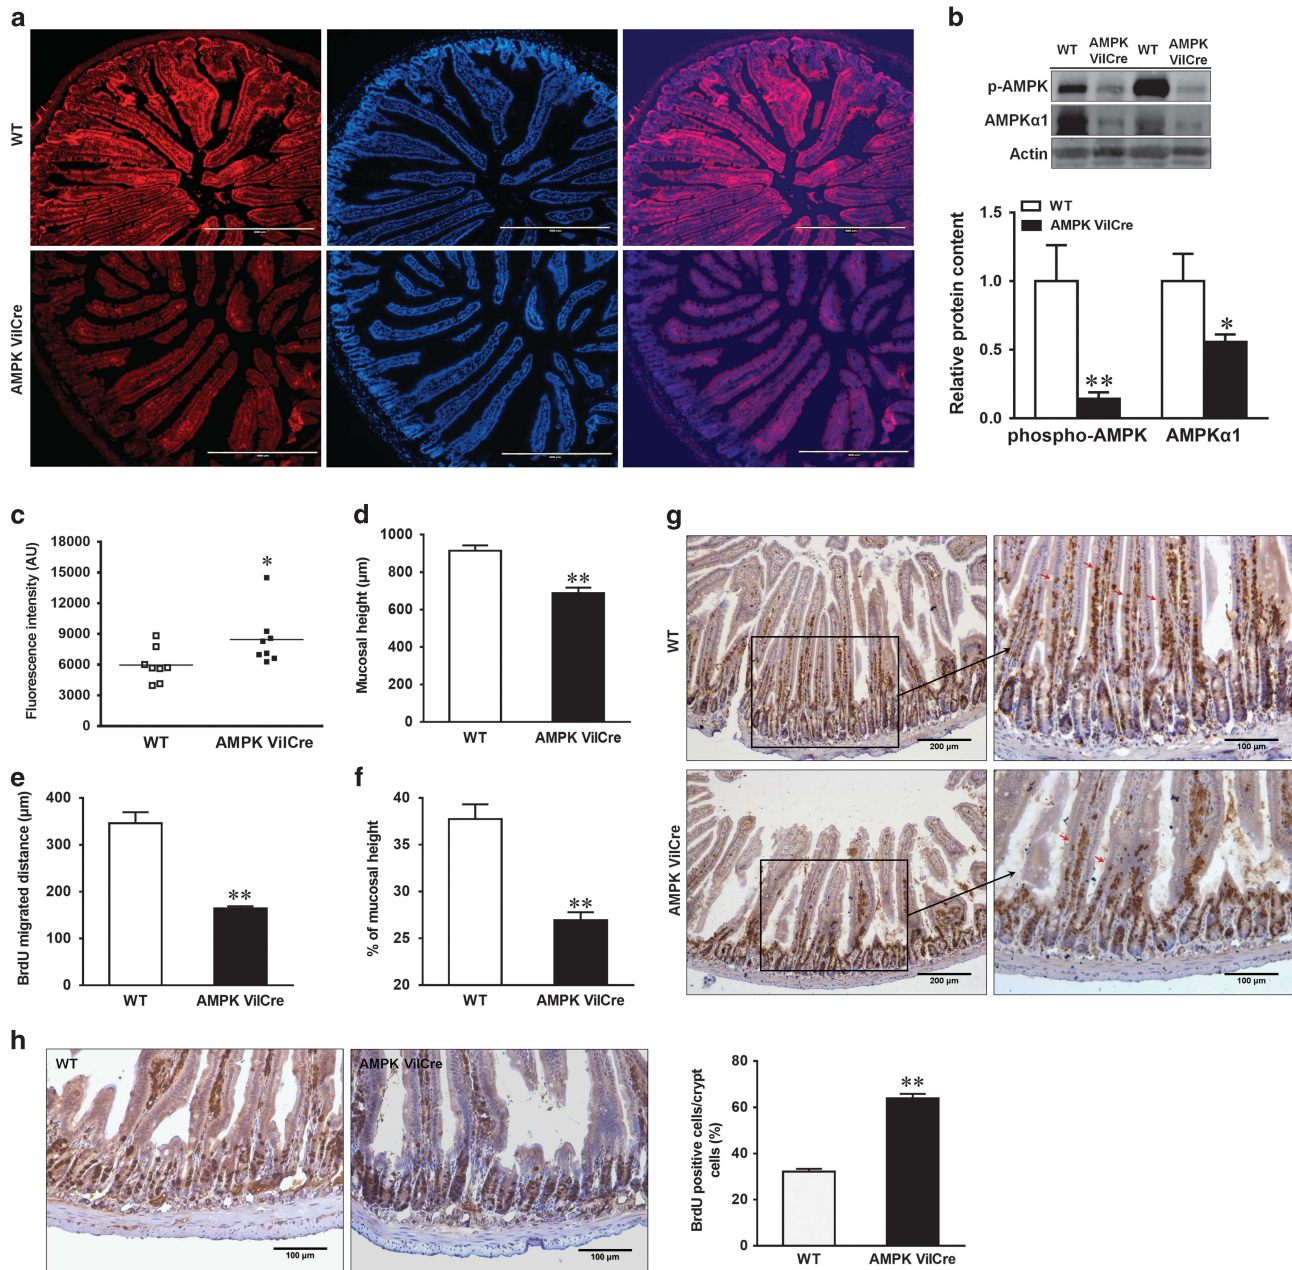 a
WT
AMPK VilCre
b
WT
AMPK
VilCre
WT
AMPK
VilCre
p-AMPK
AMPKα1
Actin
WT
AMPK VilCre
Relative protein content
1.5
1.0
0.5
0.0
**
*
phospho-AMPK
AMPKα1
c
Fluorescence intensity (AU)
18000
15000
12000
9000
6000
3000
0
*
WT
AMPK VilCre
d
Mucosal height (µm)
1000
800
600
400
200
0
**
WT
AMPK VilCre
e
BrdU migrated distance (µm)
400
300
200
100
0
**
WT
AMPK VilCre
f
% of mucosal height
40
35
30
25
20
**
WT
AMPK VilCre
g
WT
200 µm
100 µm
AMPK VilCre
200 µm
100 µm
h
WT
100 µm
AMPK VilCre
100 µm
BrdU positive cells/crypt
cells (%)
80
60
40
20
0
**
WT
AMPK VilCre